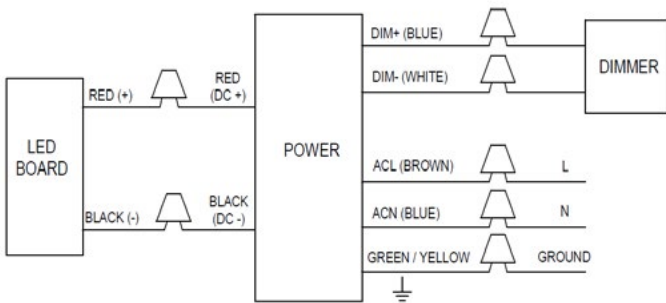 LED
BOARD
RED (+)
RED
(DC +)
BLACK (-)
BLACK
(DC -)
POWER
DIM+ (BLUE)
DIM- (WHITE)
DIMMER
ACL (BROWN)
L
ACN (BLUE)
N
GREEN / YELLOW
GROUND